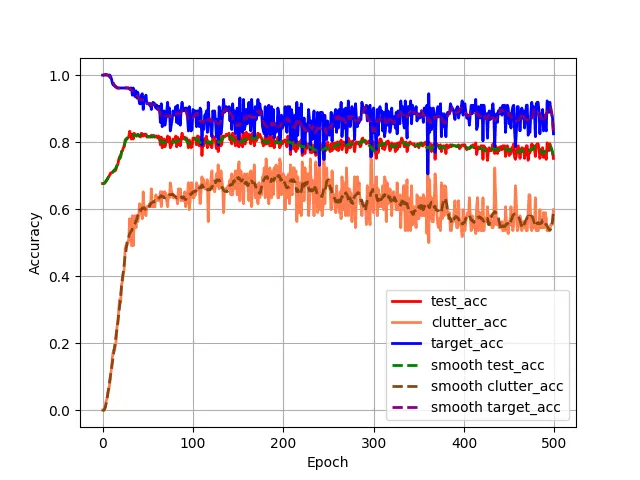 1.0
0.8
0.6
0.4
0.2
0.0
Accuracy
0
100
200
300
400
500
Epoch
test_acc
clutter_acc
target_acc
smooth test_acc
smooth clutter_acc
smooth target_acc